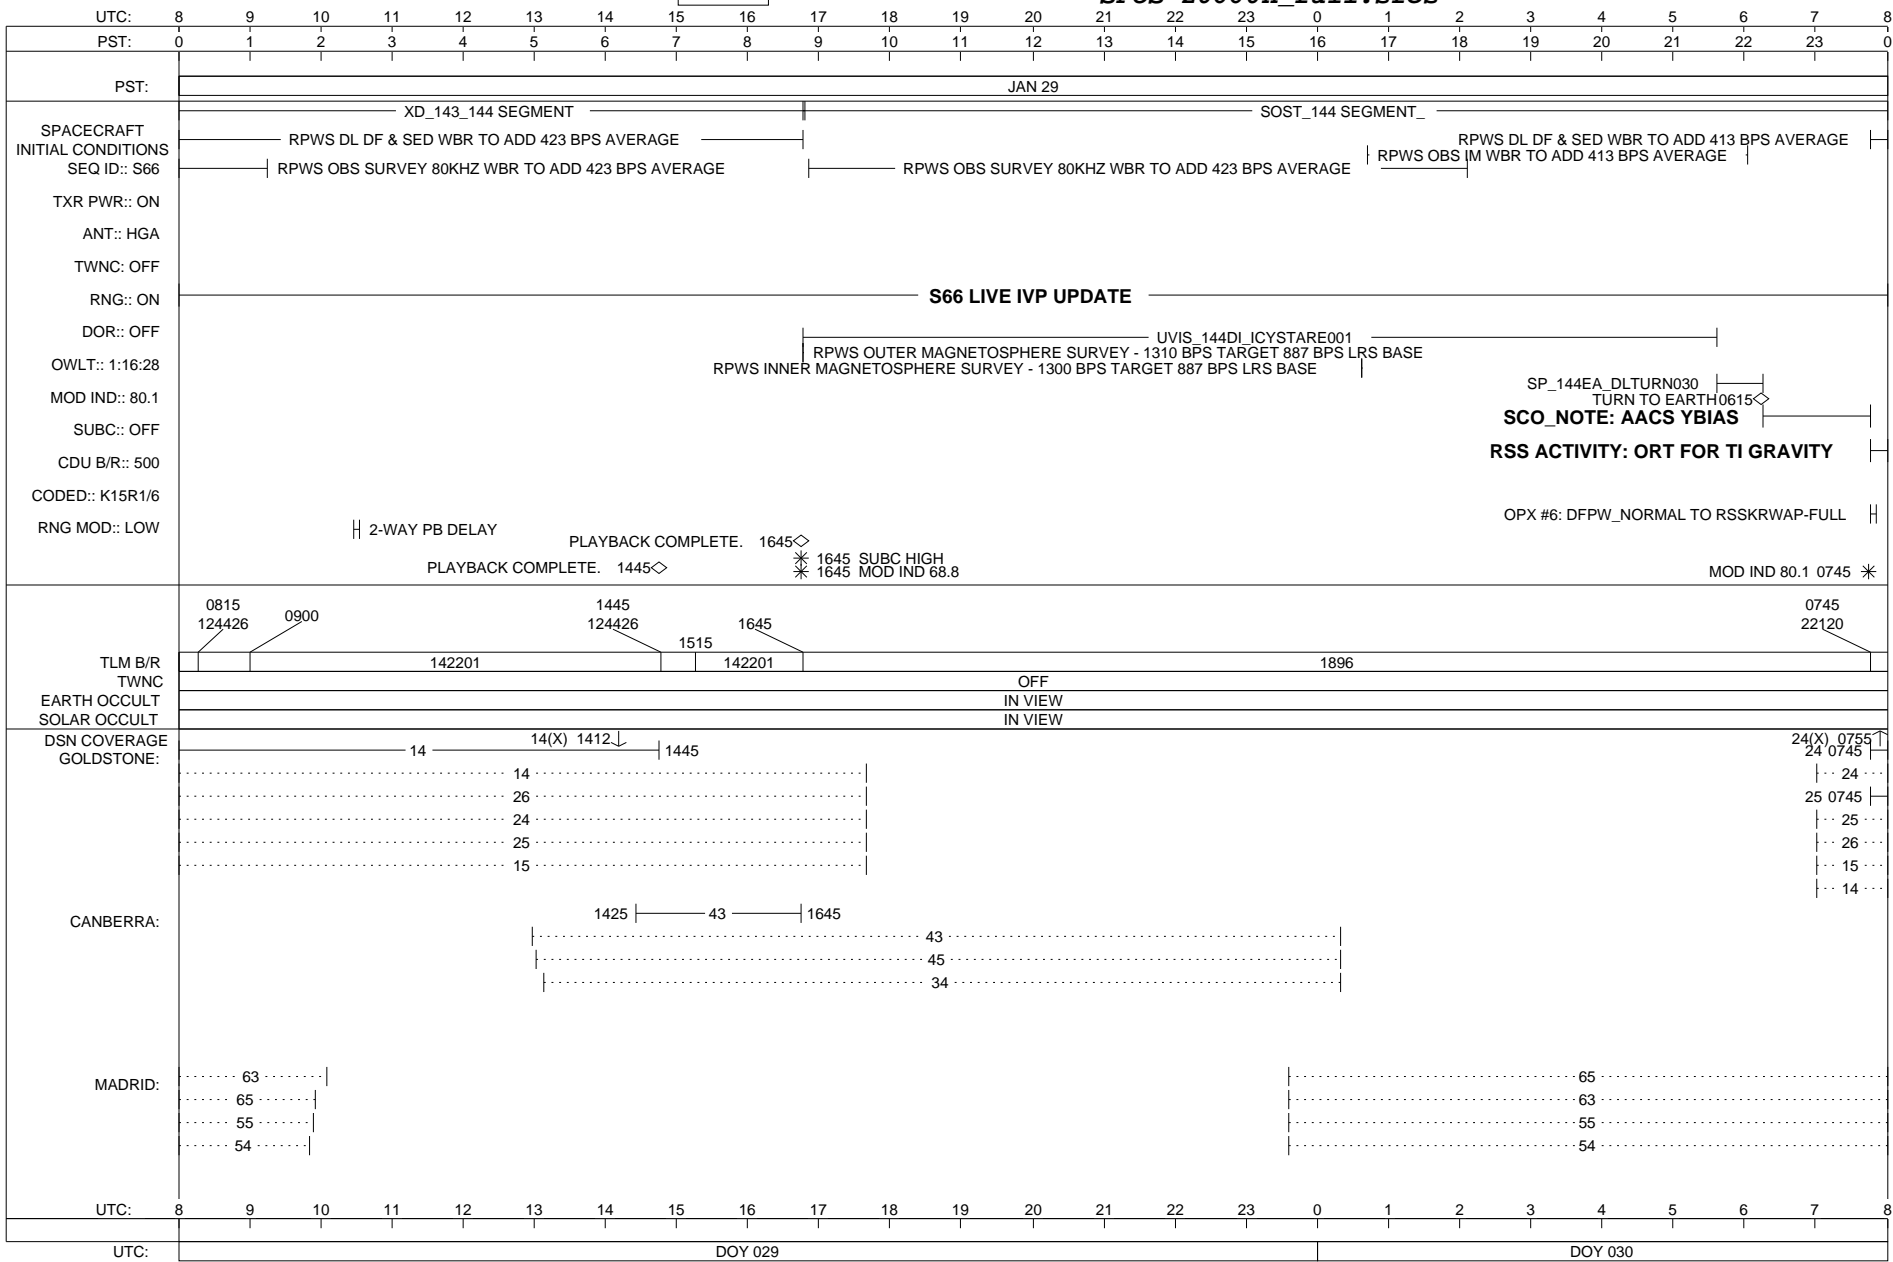 UTC: 8 9 10 11 12 13 14 15 16 17 18 19 20 21 22 23 0 1 2 3 4 5 6 7 8
PST: 0 1 2 3 4 5 6 7 8 9 10 11 12 13 14 15 16 17 18 19 20 21 22 23 0
PST: JAN 29
XD_143_144 SEGMENT SOST_144 SEGMENT_
SPACECRAFT
INITIAL CONDITIONS
RPWS DL DF & SED WBR TO ADD 423 BPS AVERAGE RPWS DL DF & SED WBR TO ADD 413 BPS AVERAGE
RPWS OBS IM WBR TO ADD 413 BPS AVERAGE
SEQ ID:: S66 RPWS OBS SURVEY 80KHZ WBR TO ADD 423 BPS AVERAGE RPWS OBS SURVEY 80KHZ WBR TO ADD 423 BPS AVERAGE
TXR PWR:: ON
ANT:: HGA
TWNC: OFF
RNG:: ON S66 LIVE IVP UPDATE
DOR:: OFF UVIS_144DI_ICYSTARE001
RPWS OUTER MAGNETOSPHERE SURVEY - 1310 BPS TARGET 887 BPS LRS BASE
OWLT:: 1:16:28 RPWS INNER MAGNETOSPHERE SURVEY - 1300 BPS TARGET 887 BPS LRS BASE
SP_144EA_DLTURN030
MOD IND:: 80.1 TURN TO EARTH 0615
SCO_NOTE: AACS YBIAS
SUBC:: OFF
RSS ACTIVITY: ORT FOR TI GRAVITY
CDU B/R:: 500
CODED:: K15R1/6
OPX #6: DFPW_NORMAL TO RSSKRWAP-FULL
RNG MOD:: LOW 2-WAY PB DELAY
PLAYBACK COMPLETE. 1645
1645 SUBC HIGH
PLAYBACK COMPLETE. 1445 1645 MOD IND 68.8 MOD IND 80.1 0745
0815 1445 0745
124426 0900 124426 1645 22120
1515
TLM B/R 142201 142201 1896
TWNC OFF
EARTH OCCULT IN VIEW
SOLAR OCCULT IN VIEW
DSN COVERAGE 14(X) 1412 24(X) 0755
GOLDSTONE: 14 1445 24 0745
14 24
26 25 0745
24 25
25 26
15 15
14
CANBERRA: 1425 43 1645
43
45
34
MADRID: 63 65
65 63
55 55
54 54
UTC: 8 9 10 11 12 13 14 15 16 17 18 19 20 21 22 23 0 1 2 3 4 5 6 7 8
UTC: DOY 029 DOY 030